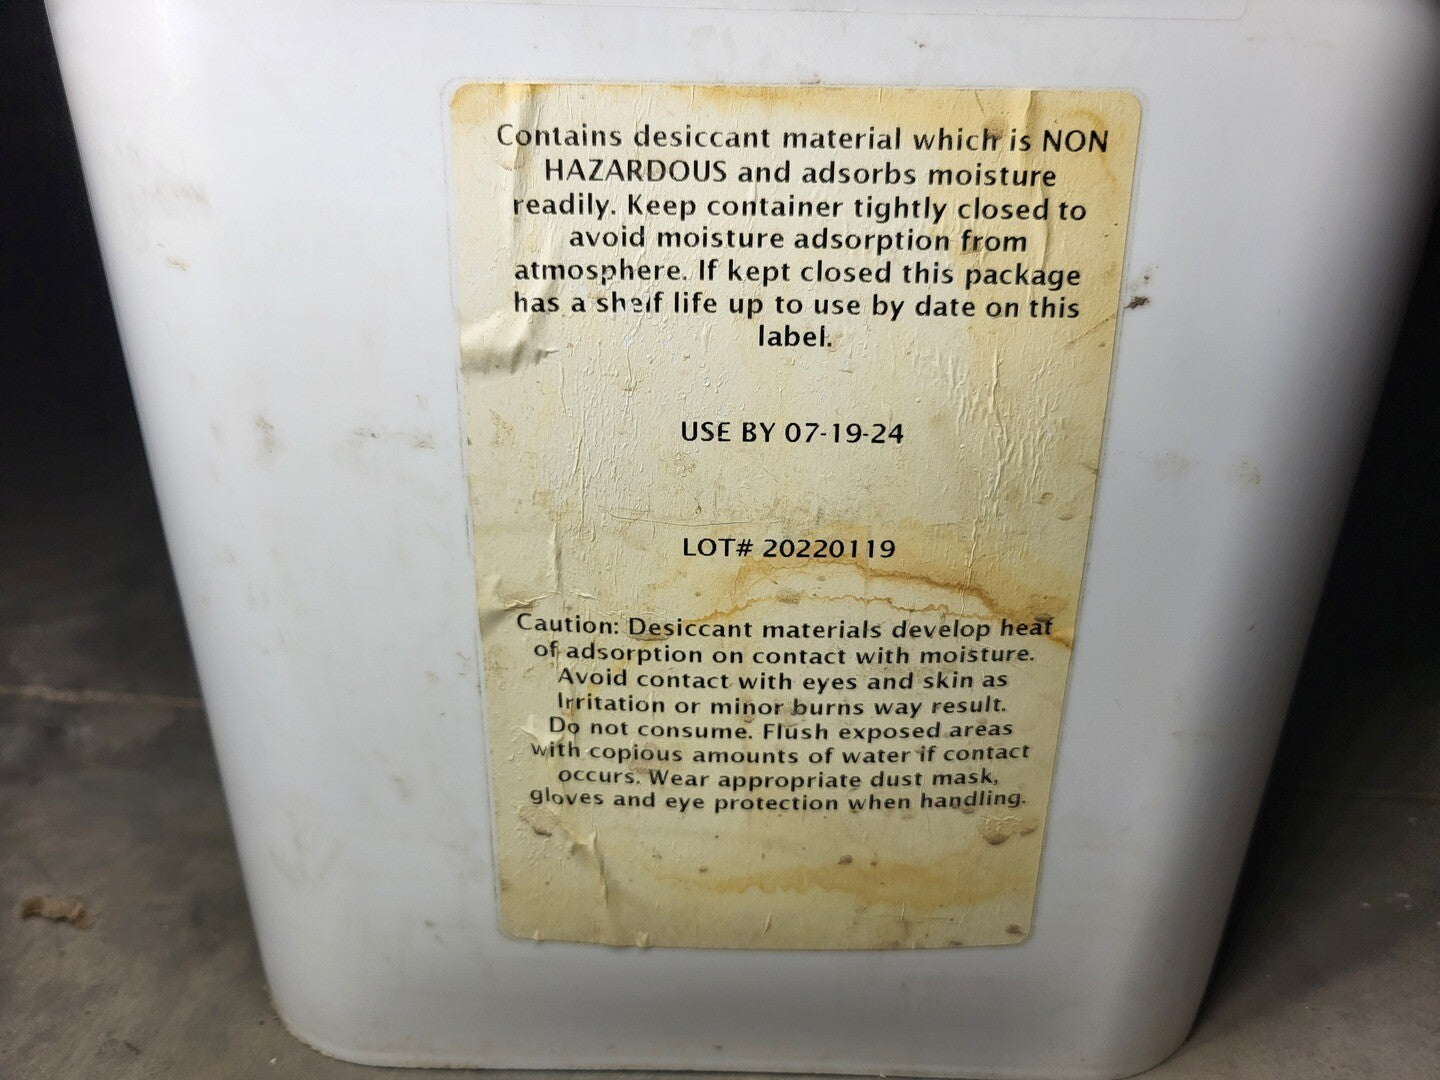 Contains desiccant material which is NON
HAZARDOUS and adsorbs moisture
readily. Keep container tightly closed to
avoid moisture adsorption from
atmosphere. If kept closed this package
has a shelf life up to use by date on this
label.
USE BY 07-19-24
LOT# 20220119
Caution: Desiccant materials develop heat
of adsorption on contact with moisture.
Avoid contact with eyes and skin as
Irritation or minor burns way result.
Do not consume. Flush exposed areas
with copious amounts of water if contact
occurs. Wear appropriate dust mask,
gloves and eye protection when handling.